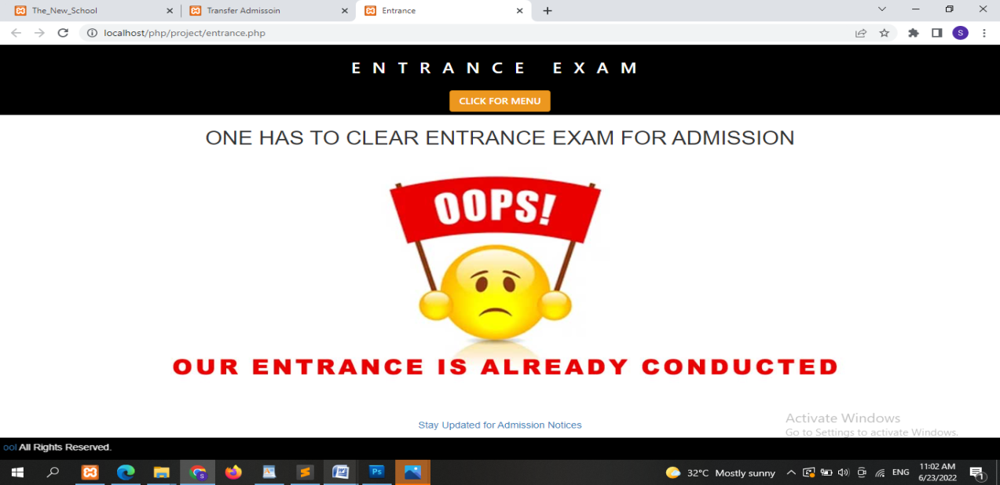 The_New_School
Transfer Admissoin
Entrance
localhost/php/project/entrance.php
S
ENTRANCE EXAM
CLICK FOR MENU
ONE HAS TO CLEAR ENTRANCE EXAM FOR ADMISSION
OOPS!
OUR ENTRANCE IS ALREADY CONDUCTED
Stay Updated for Admission Notices
Activate Windows
Go to Settings to activate Windows.
ool All Rights Reserved.
S
W
Ps
32°C Mostly sunny
ENG
11:02 AM
6/23/2022
1